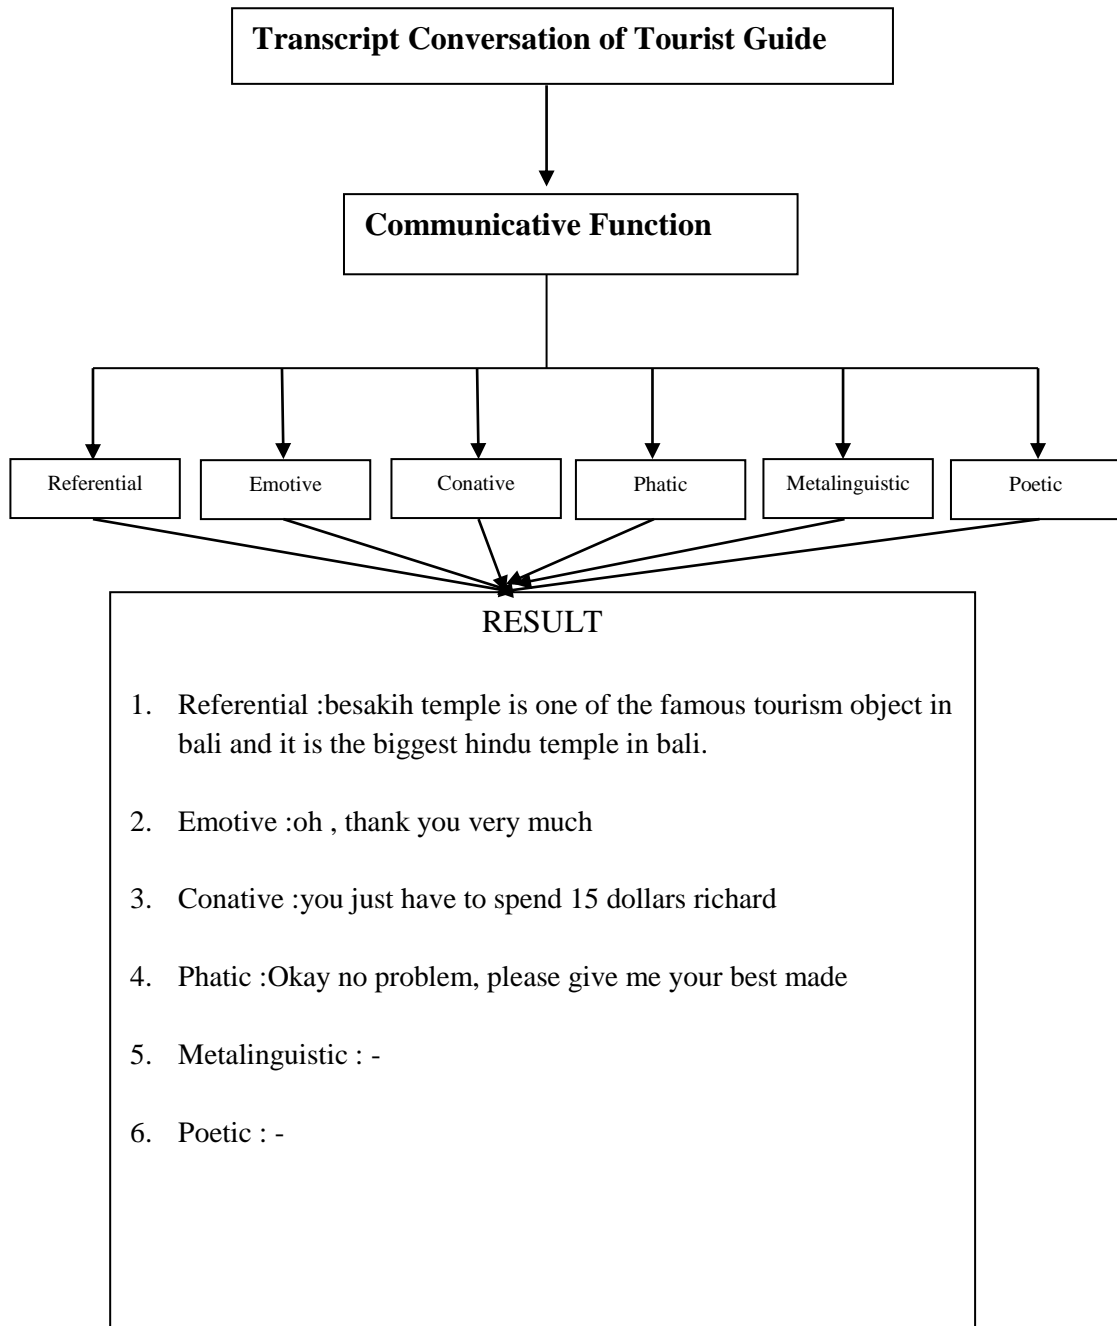 Transcript Conversation of Tourist Guide
Communicative Function
Referential
Emotive
Conative
Phatic
Metalinguistic
Poetic
RESULT
1. Referential :besakih temple is one of the famous tourism object in
bali and it is the biggest hindu temple in bali.
2. Emotive :oh , thank you very much
3. Conative :you just have to spend 15 dollars richard
4. Phatic :Okay no problem, please give me your best made
5. Metalinguistic : -
6. Poetic : -